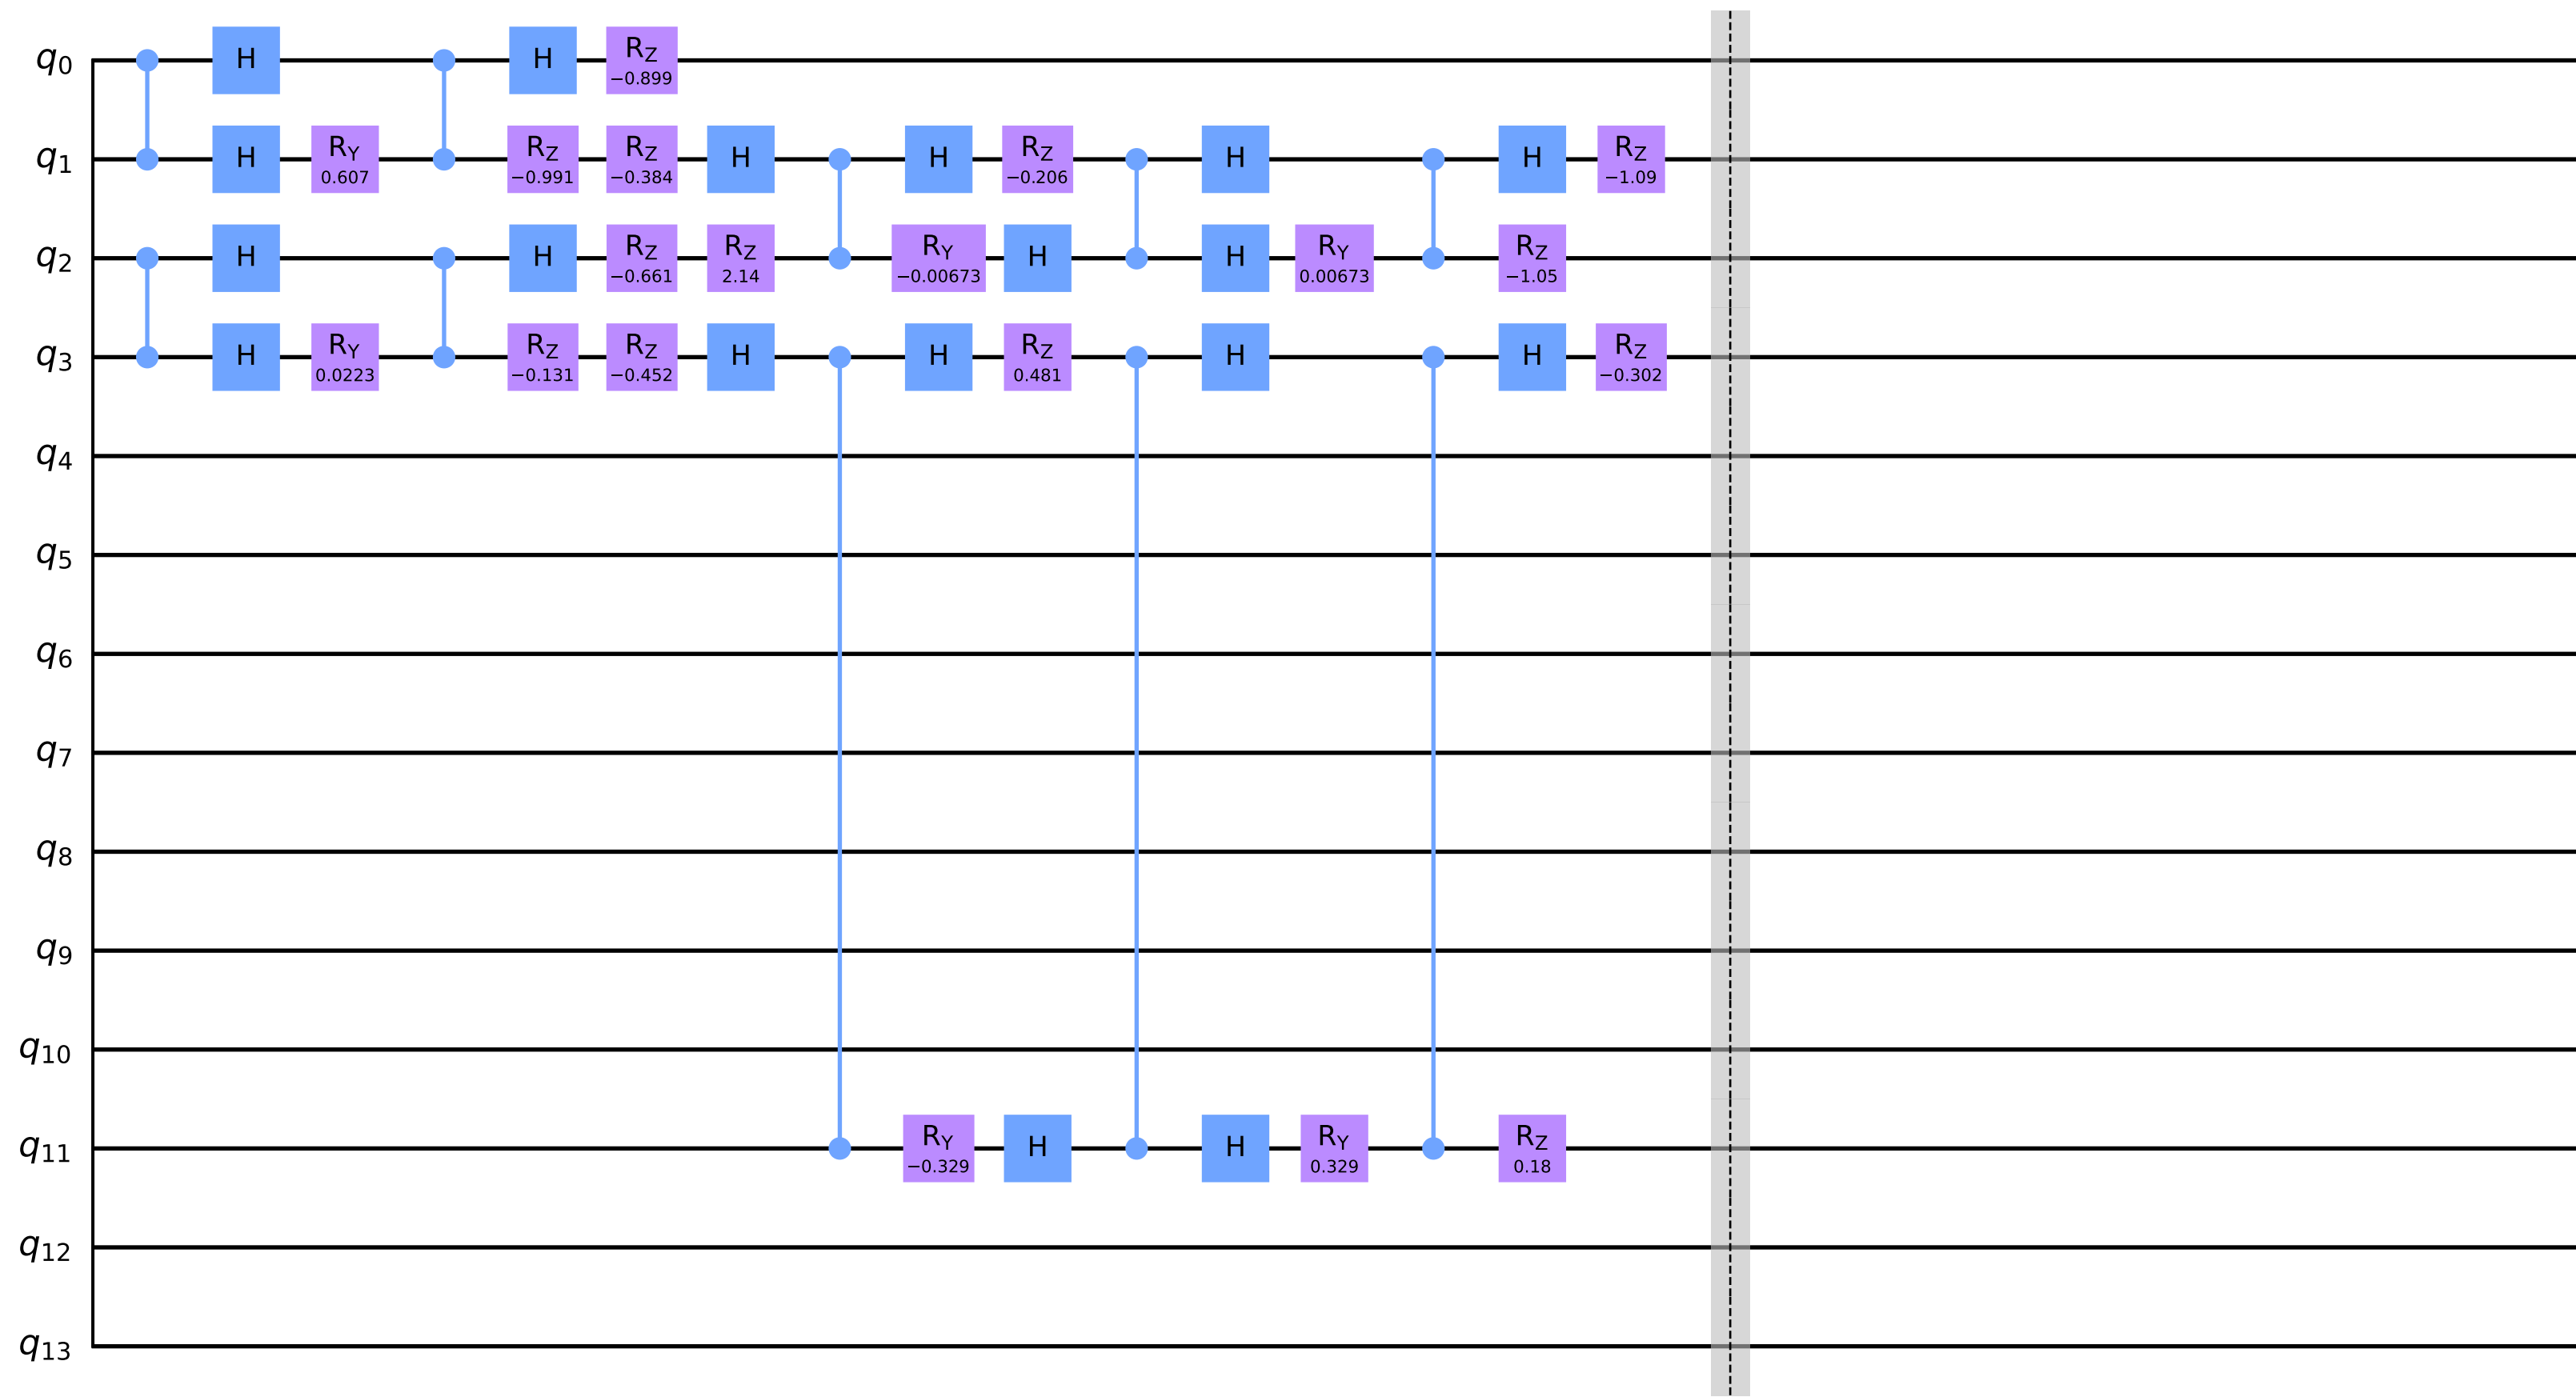 q0 H H RZ −0.899
q1 H RY 0.607 RZ −0.991 RZ −0.384 H H RZ −0.206 H H RZ −1.09
q2 H H RZ −0.661 RZ 2.14 RY −0.00673 H H RY 0.00673 RZ −1.05
q3 H RY 0.0223 RZ −0.131 RZ −0.452 H H RZ 0.481 H H RZ −0.302
q4
q5
q6
q7
q8
q9
q10
q11 RY −0.329 H H RY 0.329 RZ 0.18
q12
q13